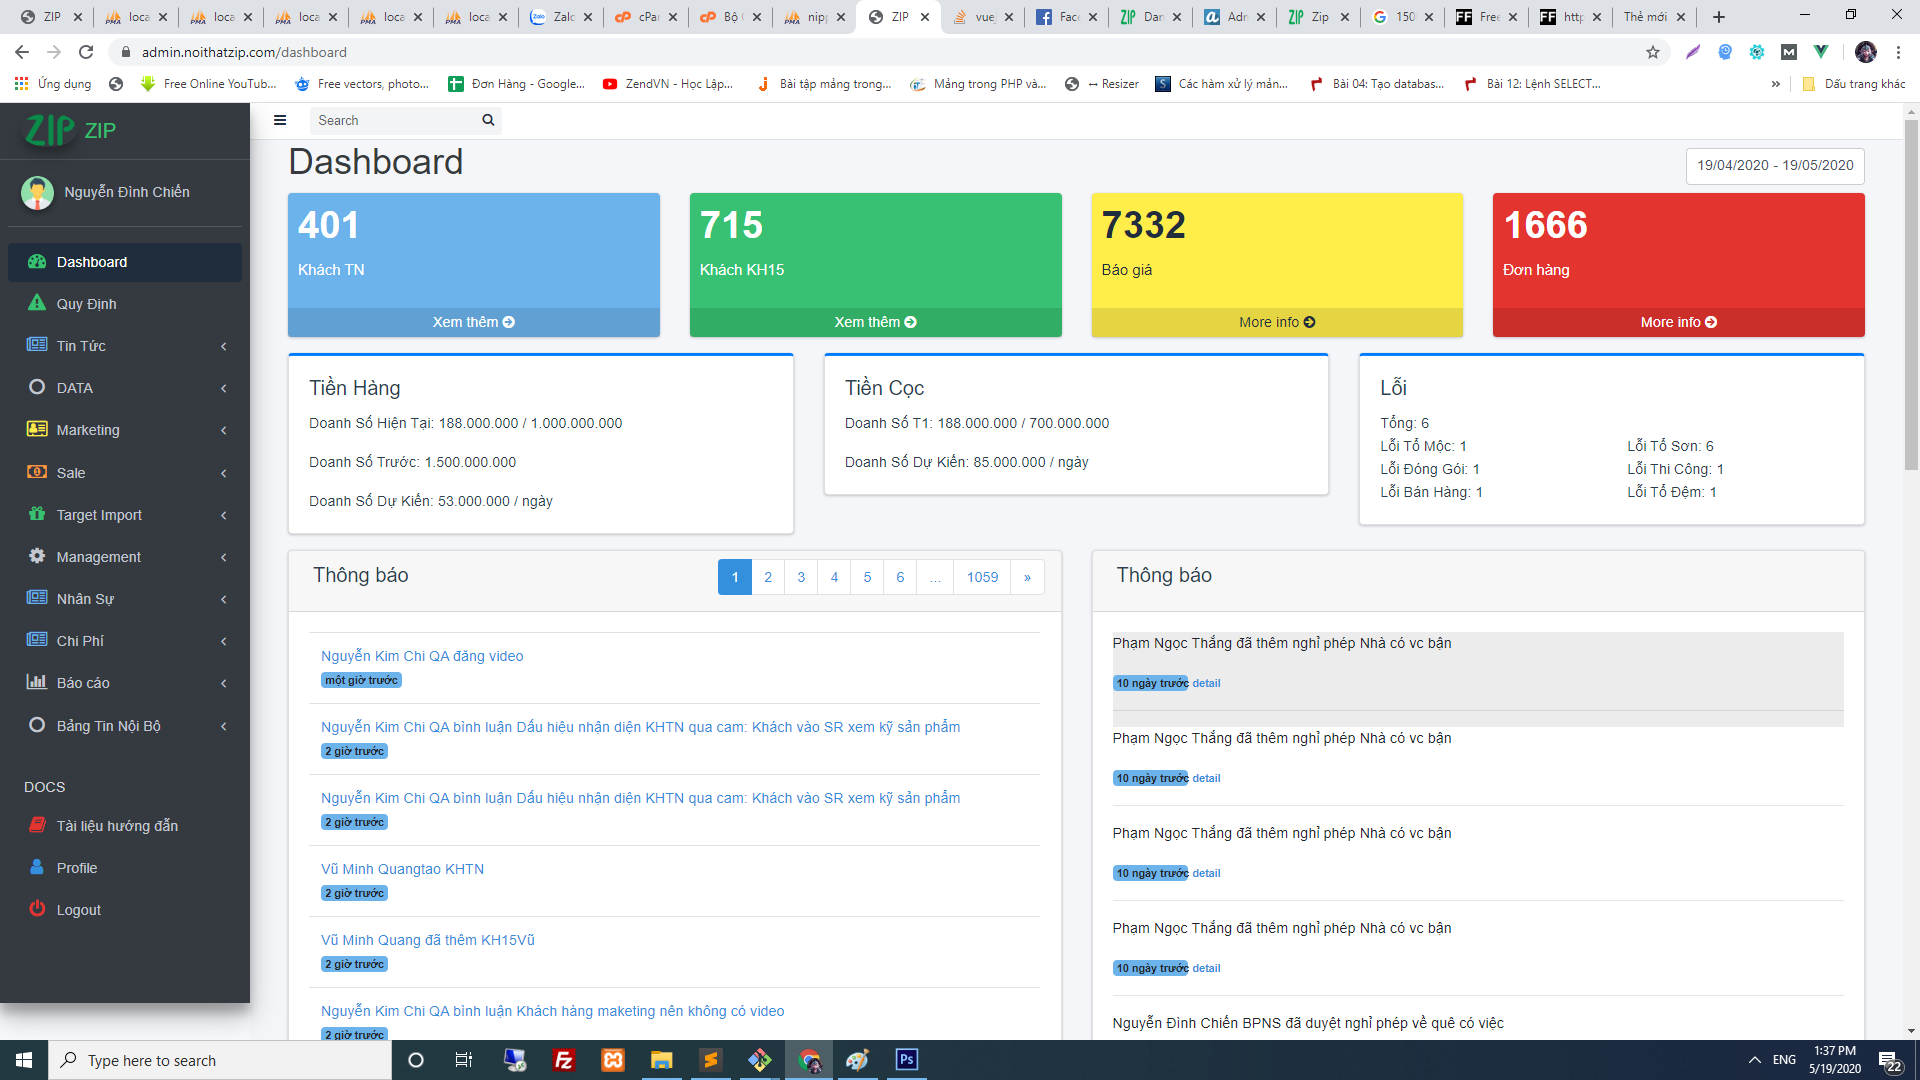 ZIP
loca
loca
loca
loca
loca
Zalc
cPar
Bộ
nip
ZIP
vue
Face
Dan
Adr
Zip
150
Free
http
Thẻ mới
admin.noithatzip.com/dashboard
Ứng dụng
Free Online YouTub...
Free vectors, photo...
Đơn Hàng - Google...
ZendVN - Học Lập...
Bài tập mảng trong...
Mảng trong PHP và...
↔ Resizer
Các hàm xử lý mản...
Bài 04: Tạo databas...
Bài 12: Lệnh SELECT...
»
Dấu trang khác
ZIP ZIP
Search
Nguyễn Đình Chiến
Dashboard
Quy Định
Tin Tức
DATA
Marketing
Sale
Target Import
Management
Nhân Sự
Chi Phí
Báo cáo
Bảng Tin Nội Bộ
DOCS
Tài liệu hướng đẫn
Profile
Logout
Dashboard
19/04/2020 - 19/05/2020
401
Khách TN
Xem thêm
715
Khách KH15
Xem thêm
7332
Báo giá
More info
1666
Đơn hàng
More info
Tiền Hàng
Doanh Số Hiện Tại: 188.000.000 / 1.000.000.000
Doanh Số Trước: 1.500.000.000
Doanh Số Dự Kiến: 53.000.000 / ngày
Tiền Cọc
Doanh Số T1: 188.000.000 / 700.000.000
Doanh Số Dự Kiến: 85.000.000 / ngày
Lỗi
Tổng: 6
Lỗi Tổ Mộc: 1 Lỗi Tổ Sơn: 6
Lỗi Đóng Gói: 1 Lỗi Thi Công: 1
Lỗi Bán Hàng: 1 Lỗi Tổ Đệm: 1
Thông báo
1 2 3 4 5 6 ... 1059 »
Nguyễn Kim Chi QA đăng video
một giờ trước
Nguyễn Kim Chi QA bình luận Dấu hiệu nhận diện KHTN qua cam: Khách vào SR xem kỹ sản phẩm
2 giờ trước
Nguyễn Kim Chi QA bình luận Dấu hiệu nhận diện KHTN qua cam: Khách vào SR xem kỹ sản phẩm
2 giờ trước
Vũ Minh Quangtao KHTN
2 giờ trước
Vũ Minh Quang đã thêm KH15Vũ
2 giờ trước
Nguyễn Kim Chi QA bình luận Khách hàng maketing nên không có video
2 giờ trước
Thông báo
Phạm Ngọc Thắng đã thêm nghỉ phép Nhà có vc bận
10 ngày trước detail
Phạm Ngọc Thắng đã thêm nghỉ phép Nhà có vc bận
10 ngày trước detail
Phạm Ngọc Thắng đã thêm nghỉ phép Nhà có vc bận
10 ngày trước detail
Phạm Ngọc Thắng đã thêm nghỉ phép Nhà có vc bận
10 ngày trước detail
Nguyễn Đình Chiến BPNS đã duyệt nghỉ phép về quê có việc
Type here to search
ENG
1:37 PM
5/19/2020
22